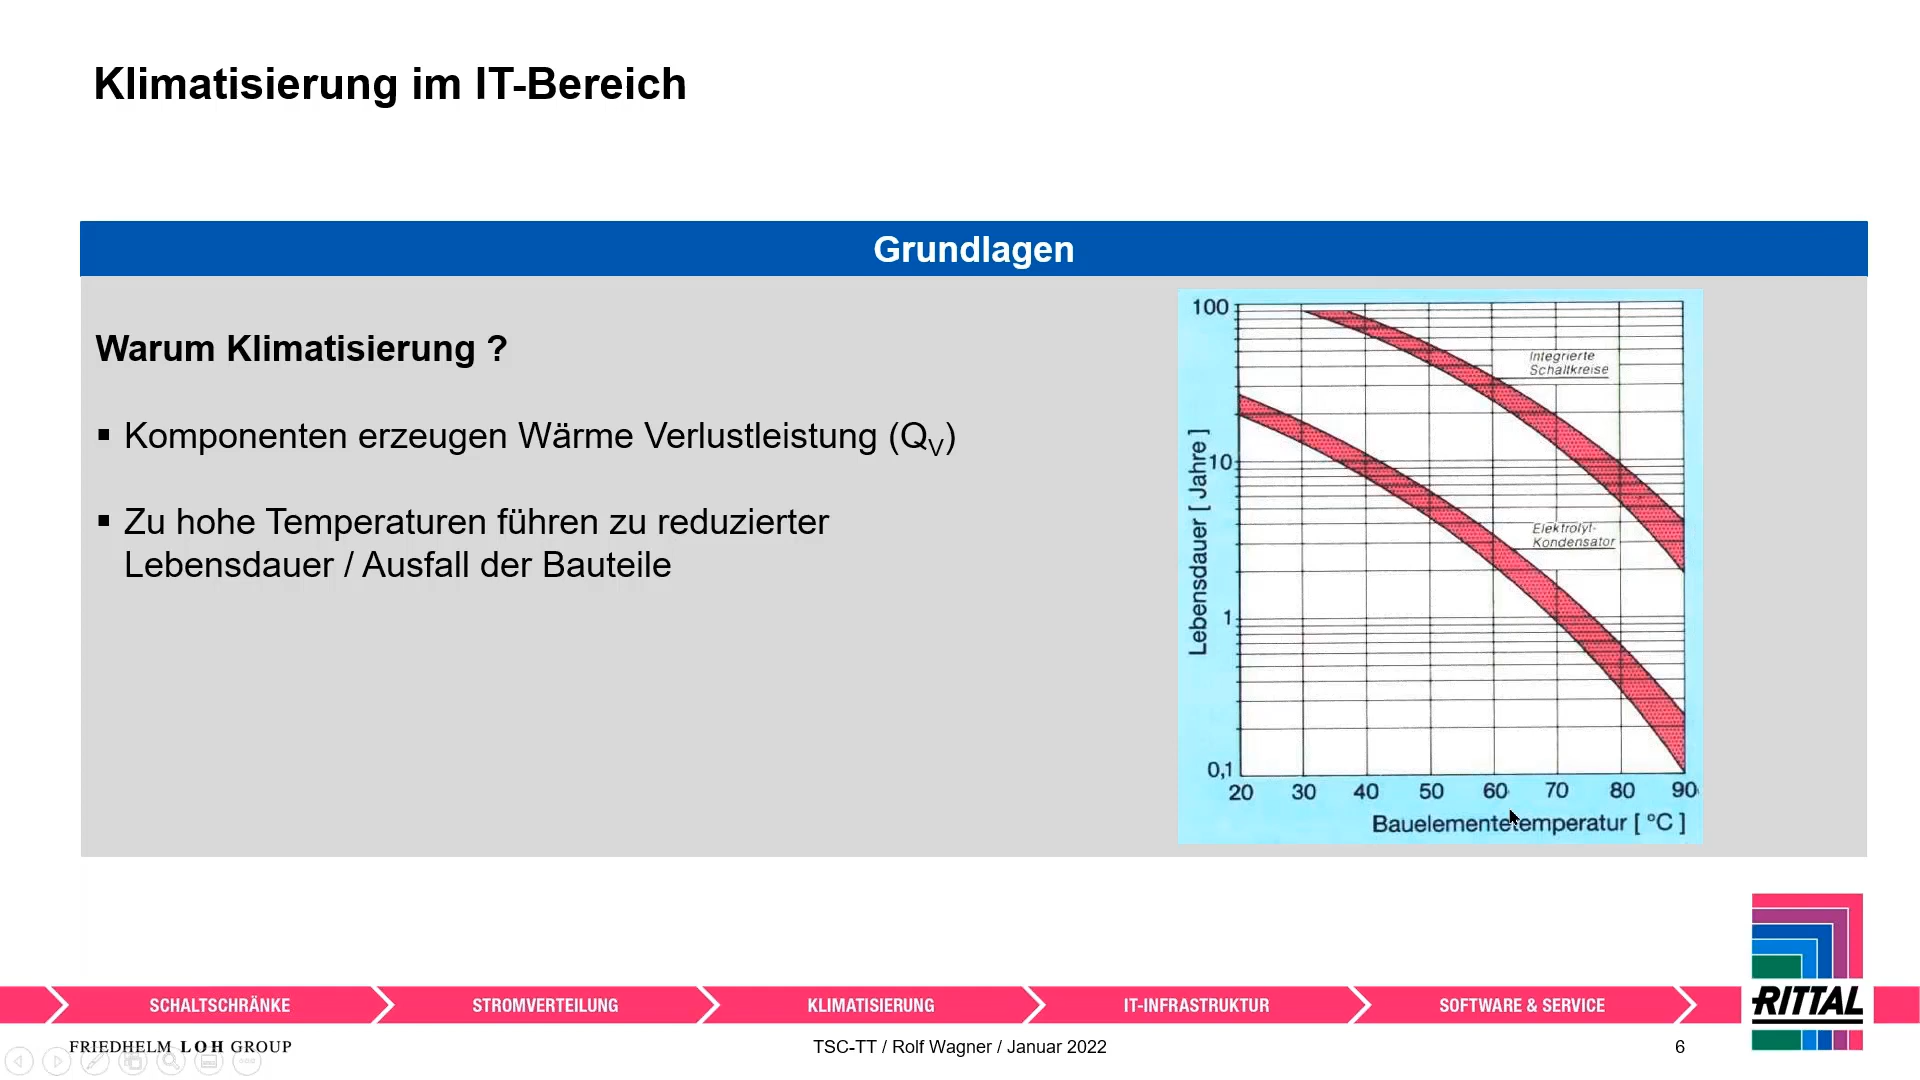 Klimatisierung im IT-Bereich
Grundlagen
Warum Klimatisierung ?
▪ Komponenten erzeugen Wärme Verlustleistung (QV)
▪ Zu hohe Temperaturen führen zu reduzierter
Lebensdauer / Ausfall der Bauteile
100
10
1
0,1
Lebensdauer [ Jahre ]
Integrierte
Schaltkreise
Elektrolyt-
Kondensator
20 30 40 50 60 70 80 90
Bauelementetemperatur [ °C ]
SCHALTSCHRÄNKE STROMVERTEILUNG KLIMATISIERUNG IT-INFRASTRUKTUR SOFTWARE & SERVICE
RITTAL
FRIEDHELM LOH GROUP
TSC-TT / Rolf Wagner / Januar 2022
6